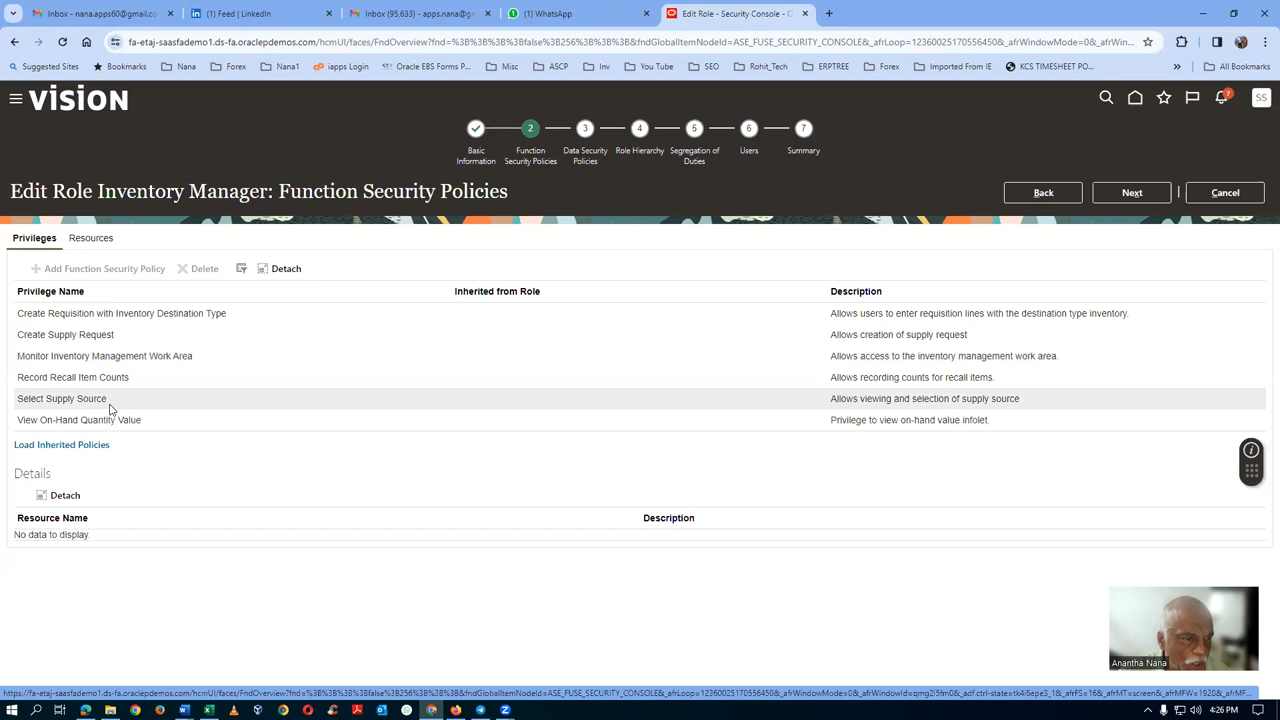 Inbox - nana.apps60@gmail.co
(1) Feed | LinkedIn
Inbox (95,633) - apps.nana@g
(1) WhatsApp
Edit Role - Security Console - O
fa-etaj-saasfademo1.ds-fa.oraclepdemos.com/hcmUI/faces/FndOverview?fnd=%3B%3B%3B%3Bfalse%3B256%3B%3B%3B&fndGlobalItemNodeId=ASE_FUSE_SECURITY_CONSOLE&_afrLoop=12360025170556450&_afrWindowMode=0&_afrWin...
Suggested Sites
Bookmarks
Nana
Forex
Nana1
iapps Login
Oracle EBS Forms P...
Misc
ASCP
Inv
You Tube
SEO
Rohit_Tech
ERPTREE
Forex
Imported From IE
KCS TIMESHEET PO...
»
All Bookmarks
VISION
7
SS
2
3
4
5
6
7
Basic
Information
Function
Security Policies
Data Security
Policies
Role Hierarchy
Segregation of
Duties
Users
Summary
Edit Role Inventory Manager: Function Security Policies
Back
Next
Cancel
Privileges
Resources
Add Function Security Policy
Delete
Detach
Privilege Name
Inherited from Role
Description
Create Requisition with Inventory Destination Type
Allows users to enter requisition lines with the destination type inventory.
Create Supply Request
Allows creation of supply request
Monitor Inventory Management Work Area
Allows access to the inventory management work area.
Record Recall Item Counts
Allows recording counts for recall items.
Select Supply Source
Allows viewing and selection of supply source
View On-Hand Quantity Value
Privilege to view on-hand value infolet.
Load Inherited Policies
Details
Detach
Resource Name
Description
No data to display.
Anantha Nana
4:26 PM